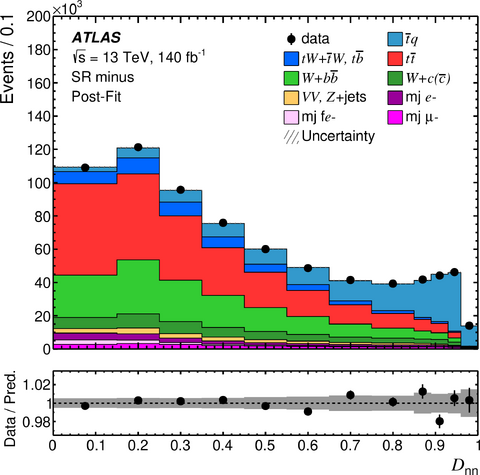 ×10³
Events / 0.1
200
180
160
140
120
100
80
60
40
20
0
ATLAS
√s = 13 TeV, 140 fb⁻¹
SR minus
Post-Fit
data
t̅q
tW+t̅W, tb̅
tt̅
W+bb̅
W+c(c̅)
VV, Z+jets
mj e-
mj fe-
mj μ-
Uncertainty
Data / Pred.
1.02
1
0.98
0 0.1 0.2 0.3 0.4 0.5 0.6 0.7 0.8 0.9 1
Dnn